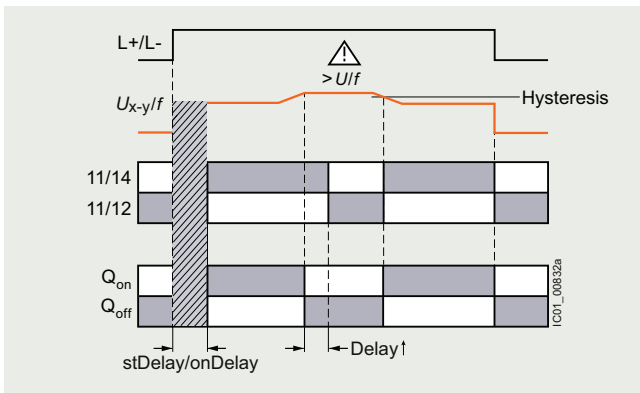 L+/L-
> U/f
Ux-y/f
Hysteresis
11/14
11/12
Qon
Qoff
Delay↑
stDelay/onDelay
IC01_00832a